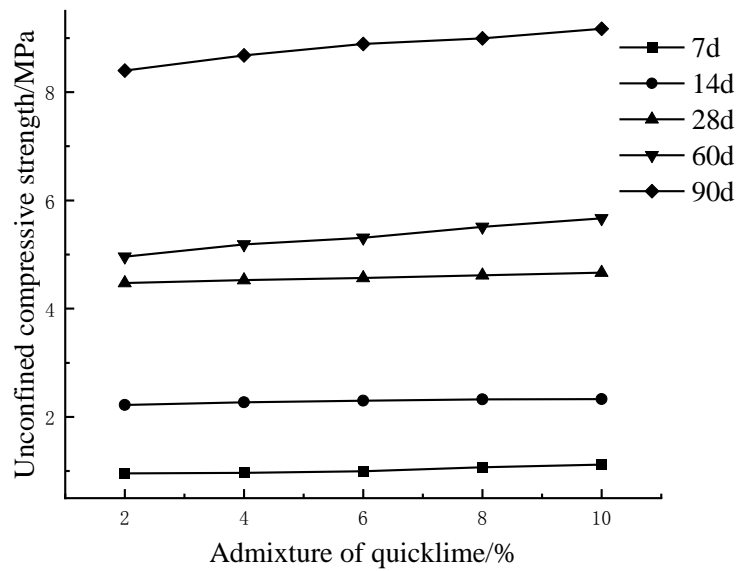 Unconfined compressive strength/MPa
8
6
4
2
2 4 6 8 10
Admixture of quicklime/%
7d
14d
28d
60d
90d